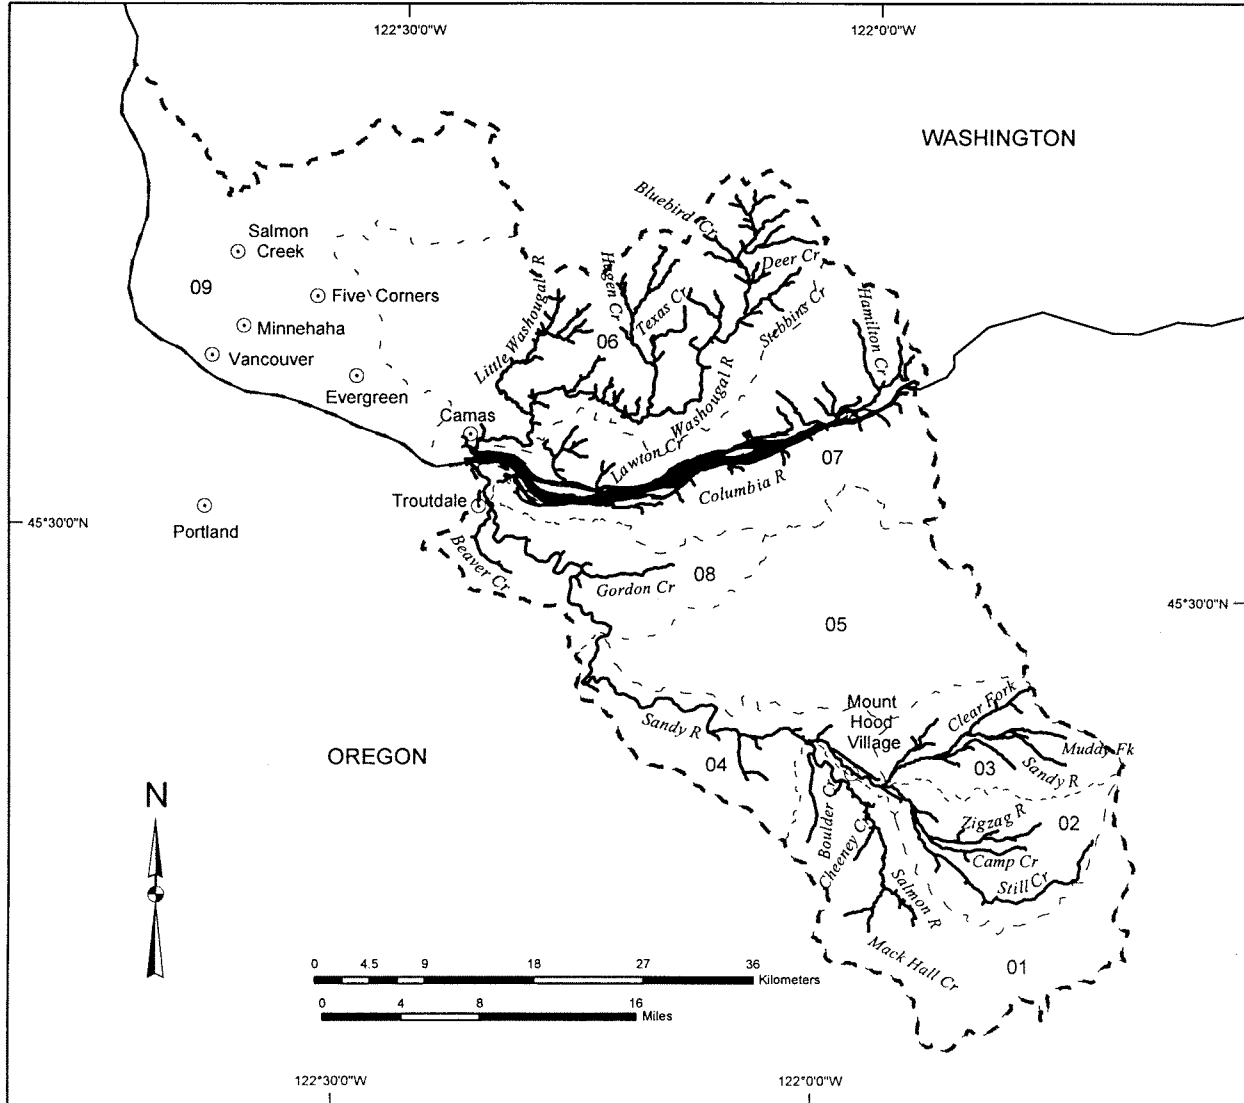 122°30'0"W
122°0'0"W
WASHINGTON
Bluebird Cr
Salmon
Creek
Hagen Cr
Deer Cr
Little Washougal R
09
Five Corners
Texas Cr
Stebbins Cr
Hamilton Cr
Minnehaha
06
Vancouver
Evergreen
Washougal R
Camas
Lawton Cr
07
Columbia R
Troutdale
45°30'0"N
Portland
Beaver Cr
08
Gordon Cr
45°30'0"N
05
Mount
Hood
Village
Clear Fork
Sandy R
Muddy Fk
OREGON
04
03
Sandy R
N
Boulder Cr
Zigzag R
02
Cheeney Cr
Camp Cr
Still Cr
Salmon R
Mack Hall Cr
01
0 4.5 9 18 27 36
Kilometers
0 4 8 16
Miles
122°30'0"W
122°0'0"W